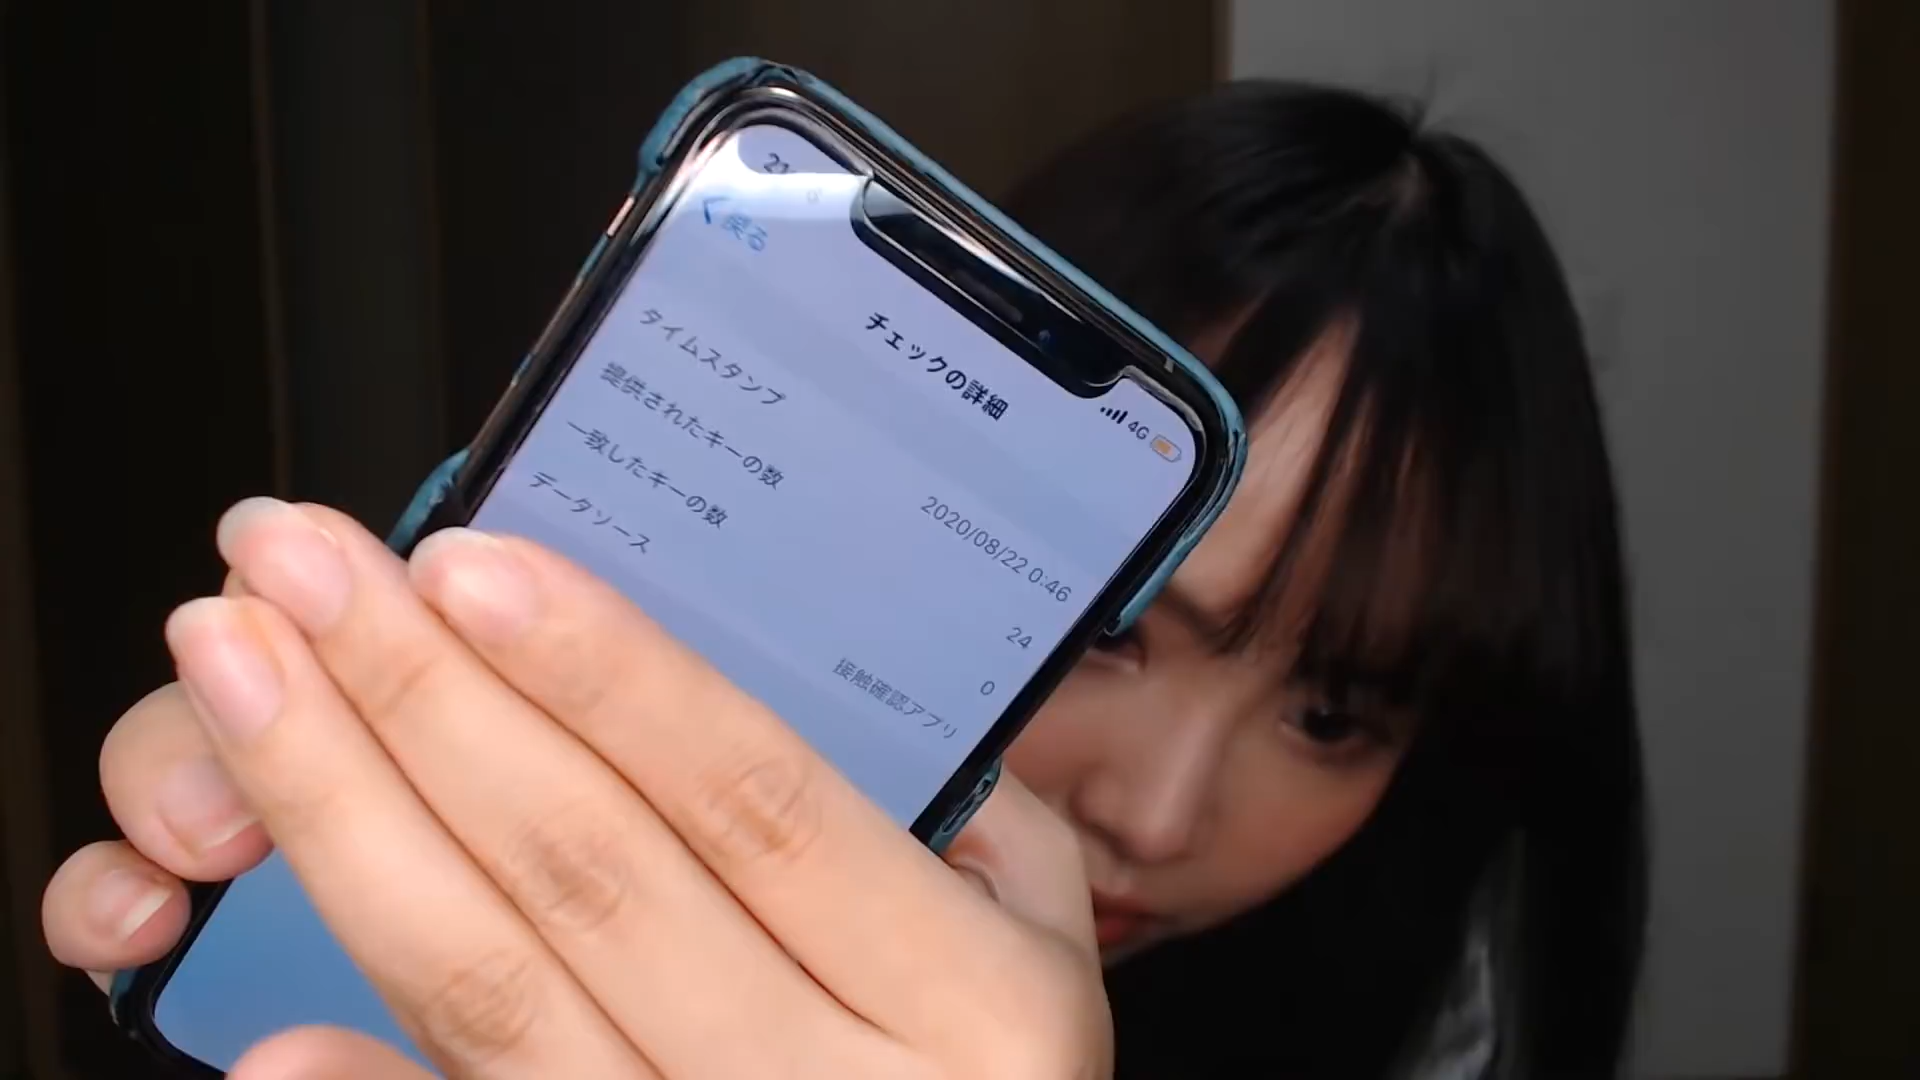 戻る
4G
チェックの詳細
タイムスタンプ 2020/08/22 0:46
提供されたキーの数 24
一致したキーの数 0
データソース 接触確認アプリ